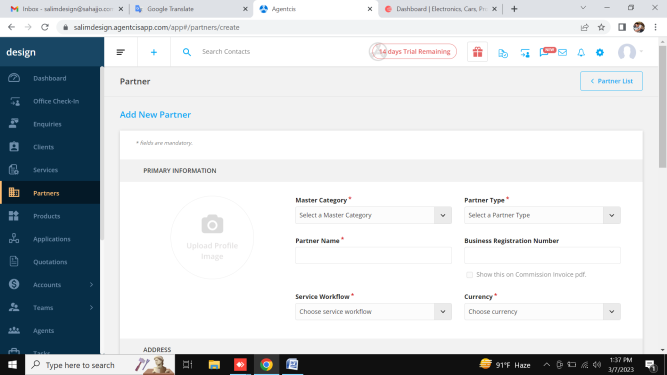 Inbox - salimdesign@sahajjo.com
Google Translate
Agentcis
Dashboard | Electronics, Cars, Fr
salimdesign.agentcisapp.com/app#/partners/create
design
Search Contacts
14 days Trial Remaining
NEW
Dashboard
Office Check-In
Enquiries
Clients
Services
Partners
Products
Applications
Quotations
Accounts
Teams
Agents
Tasks
Partner
Partner List
Add New Partner
* fields are mandatory.
PRIMARY INFORMATION
Upload Profile
Image
Master Category *
Select a Master Category
Partner Type *
Select a Partner Type
Partner Name *
Business Registration Number
Show this on Commission Invoice pdf.
Service Workflow *
Choose service workflow
Currency *
Choose currency
ADDRESS
Type here to search
91°F Haze
1:37 PM
3/7/2023